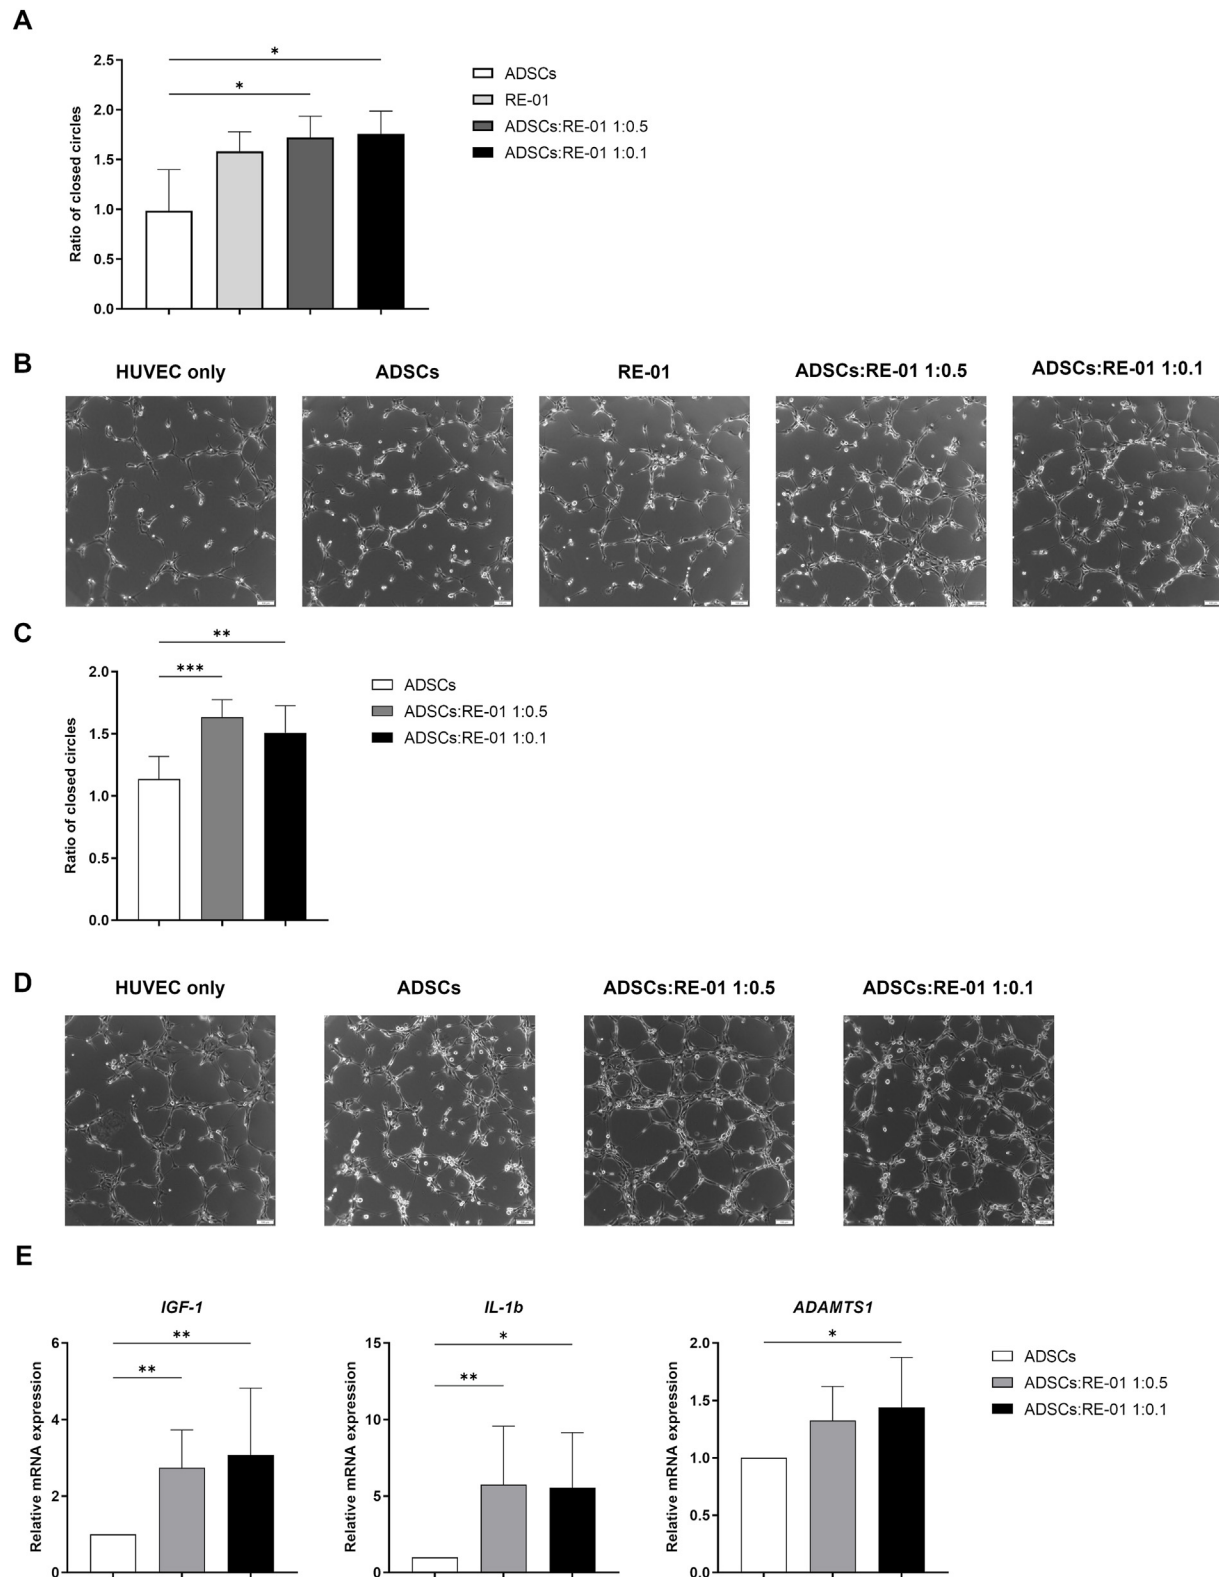 A
*
*
2.5
2.0
1.5
1.0
0.5
0.0
Ratio of closed circles
ADSCs
RE-01
ADSCs:RE-01 1:0.5
ADSCs:RE-01 1:0.1
B
HUVEC only
ADSCs
RE-01
ADSCs:RE-01 1:0.5
ADSCs:RE-01 1:0.1
C
**
***
2.0
1.5
1.0
0.5
0.0
Ratio of closed circles
ADSCs
ADSCs:RE-01 1:0.5
ADSCs:RE-01 1:0.1
D
HUVEC only
ADSCs
ADSCs:RE-01 1:0.5
ADSCs:RE-01 1:0.1
E
IGF-1
**
**
6
4
2
0
Relative mRNA expression
IL-1b
*
**
15
10
5
0
Relative mRNA expression
ADAMTS1
*
2.0
1.5
1.0
0.5
0.0
Relative mRNA expression
ADSCs
ADSCs:RE-01 1:0.5
ADSCs:RE-01 1:0.1